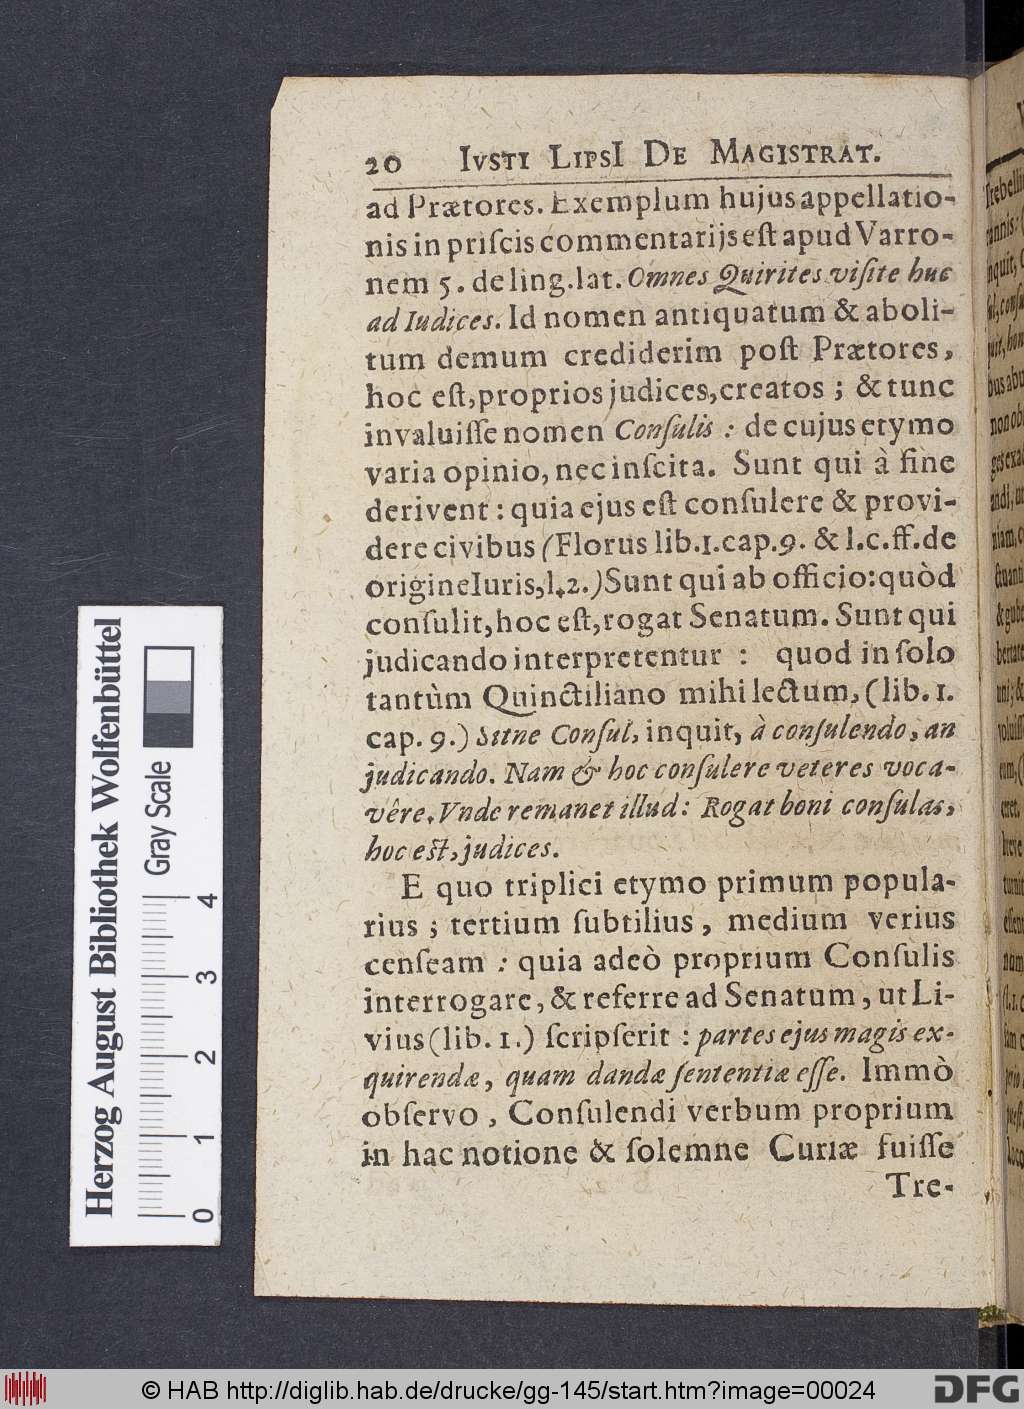 20 IVSTI LIPSI DE MAGISTRAT.
ad Prætores. Exemplum hujus appellatio-
nis in priſcis commentarijs eſt apud Varro-
nem 5. de ling. lat. Omnes Quirites viſite huc
ad Iudices. Id nomen antiquatum & aboli-
tum demum crediderim poſt Prætores,
hoc eſt, proprios judices, creatos ; & tunc
invaluiſſe nomen Conſulis : de cujus etymo
varia opinio, nec inſcita. Sunt qui à fine
derivent : quia ejus eſt conſulere & provi-
dere civibus (Florus lib. 1. cap. 9. & l.c. ff. de
origine Iuris, l. 2.) Sunt qui ab officio: quòd
conſulit, hoc eſt, rogat Senatum. Sunt qui
judicando interpretentur : quod in ſolo
tantùm Quinctiliano mihi lectum, (lib. 1.
cap. 9.) Sitne Conſul, inquit, à conſulendo, an
judicando. Nam & hoc conſulere veteres voca-
vêre. Vnde remanet illud: Rogat boni conſulas,
hoc eſt, judices.
E quo triplici etymo primum popula-
rius ; tertium ſubtilius, medium verius
cenſeam : quia adeò proprium Conſulis
interrogare, & referre ad Senatum, ut Li-
vius (lib. 1.) ſcripſerit : partes ejus magis ex-
quirendæ, quam dandæ ſententiæ eſſe. Immò
obſervo, Conſulendi verbum proprium
in hac notione & ſolemne Curiæ fuiſſe
Tre-
Herzog August Bibliothek Wolfenbüttel
Gray Scale
0 1 2 3 4
© HAB http://diglib.hab.de/drucke/gg-145/start.htm?image=00024
DFG